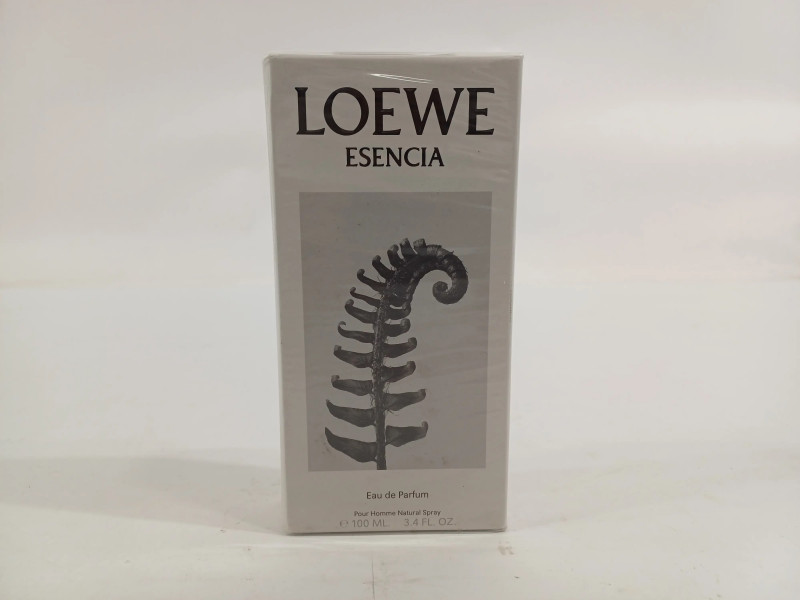 LOEWE
ESENCIA
Eau de Parfum
Pour Homme Natural Spray
℮ 100 ML 3.4 FL. OZ.